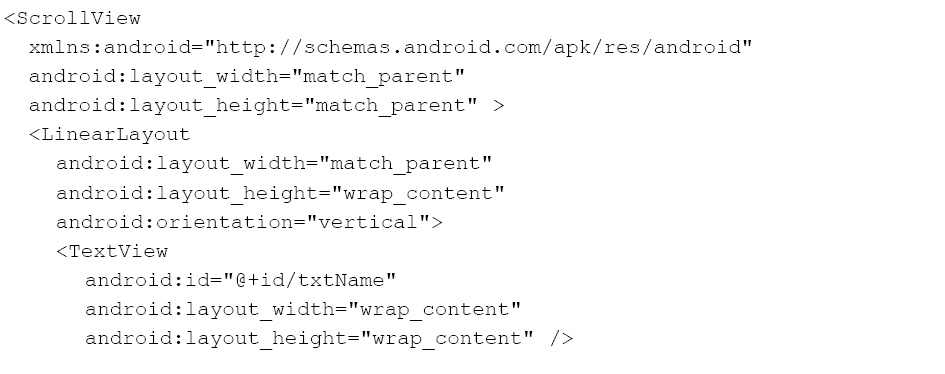 <ScrollView
xmlns:android="http://schemas.android.com/apk/res/android"
android:layout_width="match_parent"
android:layout_height="match_parent" >
<LinearLayout
android:layout_width="match_parent"
android:layout_height="wrap_content"
android:orientation="vertical">
<TextView
android:id="@+id/txtName"
android:layout_width="wrap_content"
android:layout_height="wrap_content" />